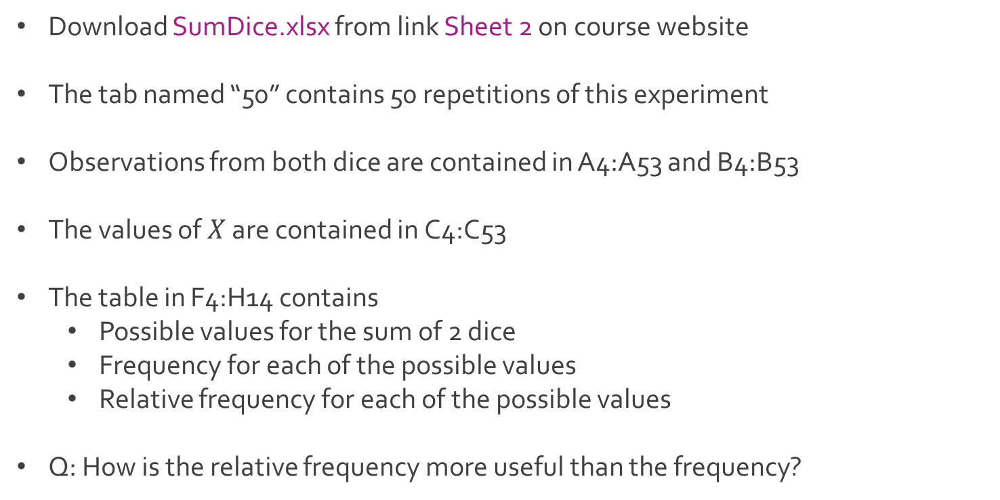 • Download SumDice.xlsx from link Sheet 2 on course website
• The tab named “50” contains 50 repetitions of this experiment
• Observations from both dice are contained in A4:A53 and B4:B53
• The values of X are contained in C4:C53
• The table in F4:H14 contains
• Possible values for the sum of 2 dice
• Frequency for each of the possible values
• Relative frequency for each of the possible values
• Q: How is the relative frequency more useful than the frequency?